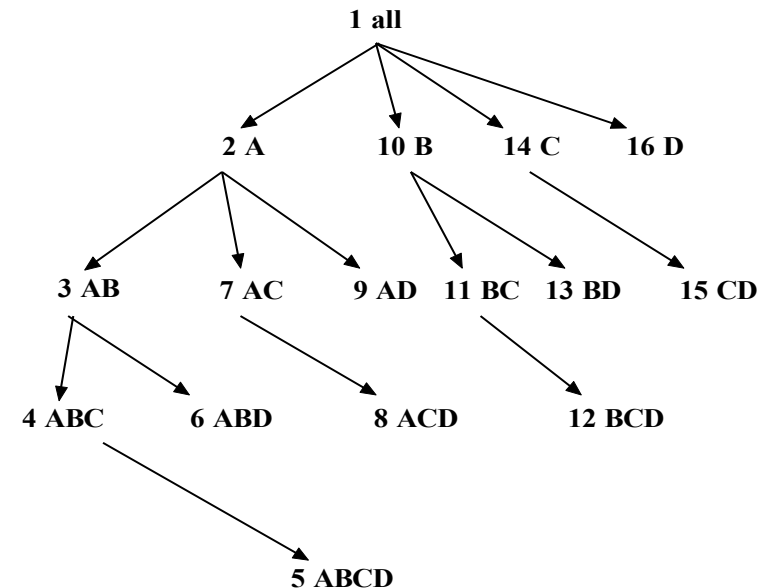 1 all
2 A 10 B 14 C 16 D
3 AB 7 AC 9 AD 11 BC 13 BD 15 CD
4 ABC 6 ABD 8 ACD 12 BCD
5 ABCD